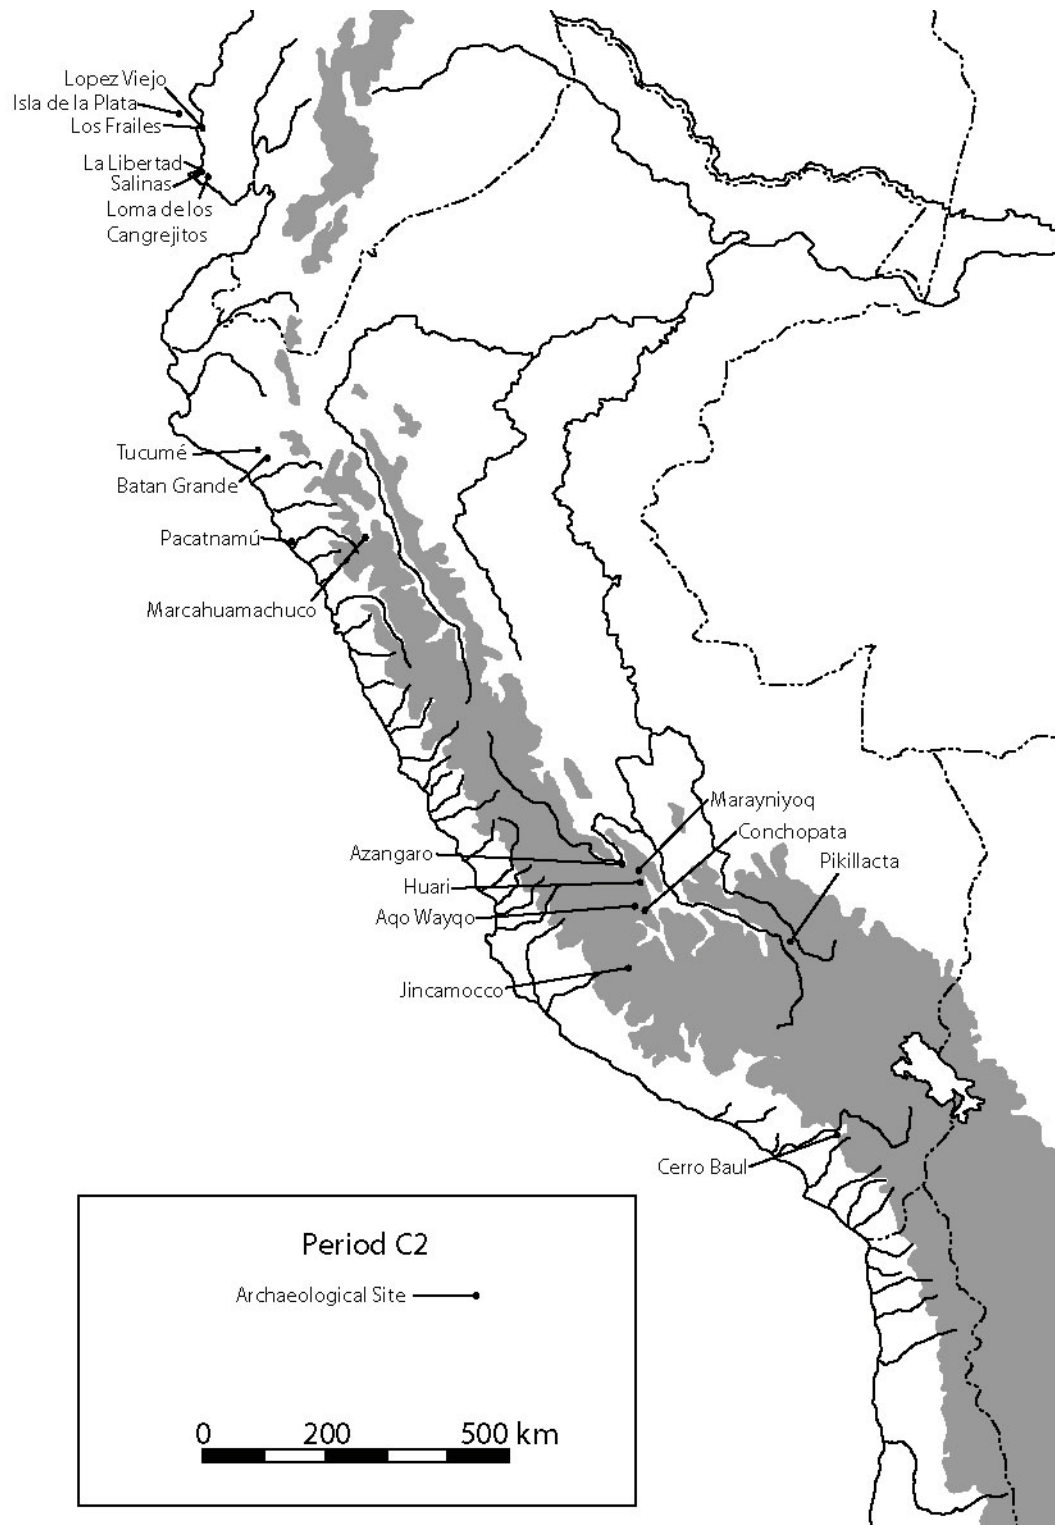 Lopez Viejo
Isla de la Plata
Los Frailes
La Libertad
Salinas
Loma de los
Cangrejitos
Tucumé
Batan Grande
Pacatnamú
Marcahuamachuco
Marayniyoq
Conchopata
Azangaro
Pikillacta
Huari
Aqo Wayqo
Jincamocco
Cerro Baul
Period C2
Archaeological Site
0 200 500 km